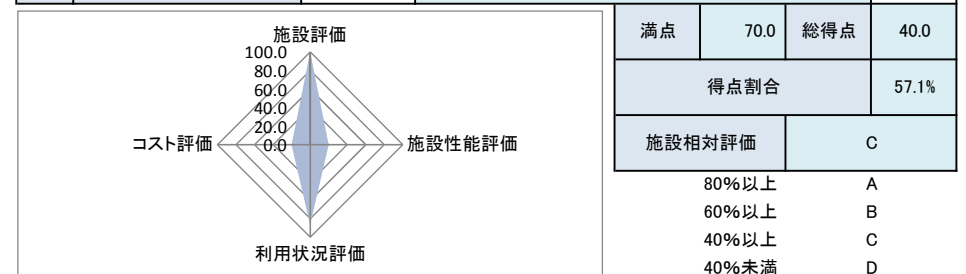 施設評価
100.0
80.0
60.0
40.0
20.0
0.0
コスト評価
施設性能評価
利用状況評価
満点 70.0 総得点 40.0
得点割合 57.1%
施設相対評価 C
80%以上 A
60%以上 B
40%以上 C
40%未満 D